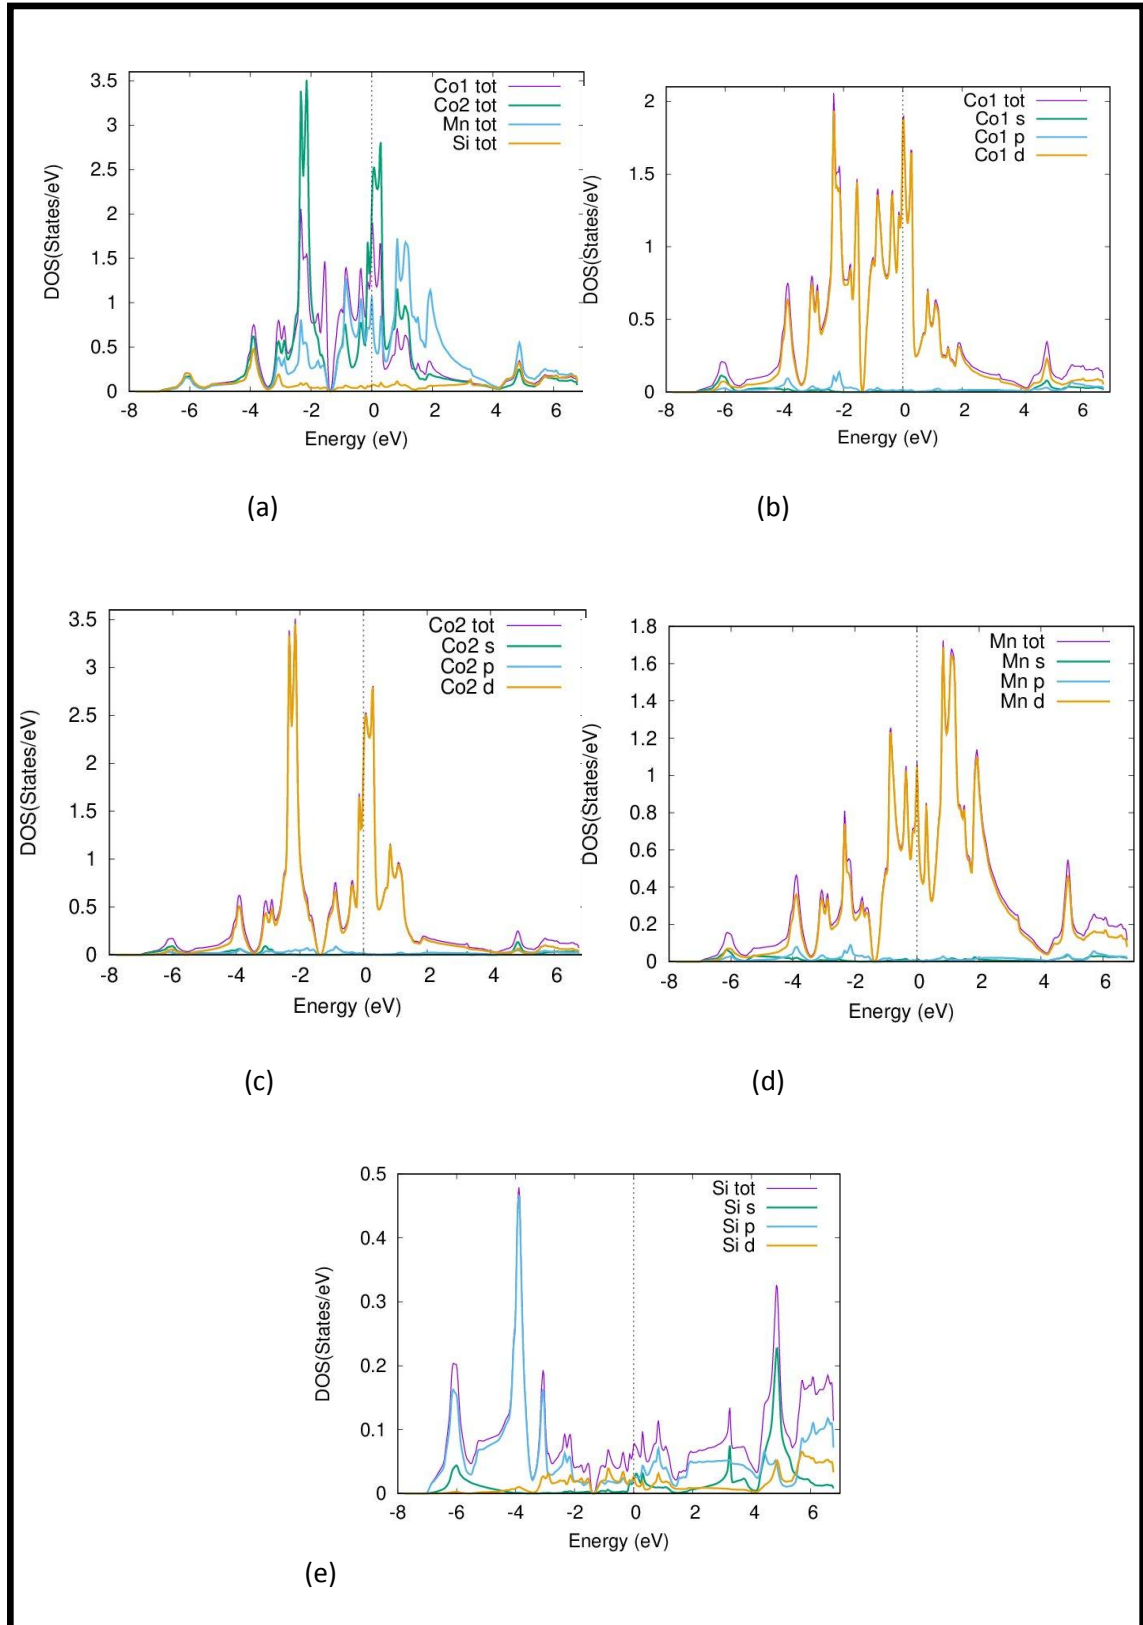 3.5
3
2.5
2
1.5
1
0.5
0
DOS(States/eV)
Co1 tot
Co2 tot
Mn tot
Si tot
-8 -6 -4 -2 0 2 4 6
Energy (eV)
(a)
2
1.5
1
0.5
0
DOS(States/eV)
Co1 tot
Co1 s
Co1 p
Co1 d
-8 -6 -4 -2 0 2 4 6
Energy (eV)
(b)
3.5
3
2.5
2
1.5
1
0.5
0
DOS(States/eV)
Co2 tot
Co2 s
Co2 p
Co2 d
-8 -6 -4 -2 0 2 4 6
Energy (eV)
(c)
1.8
1.6
1.4
1.2
1
0.8
0.6
0.4
0.2
0
DOS(States/eV)
Mn tot
Mn s
Mn p
Mn d
-8 -6 -4 -2 0 2 4 6
Energy (eV)
(d)
0.5
0.4
0.3
0.2
0.1
0
DOS(States/eV)
Si tot
Si s
Si p
Si d
-8 -6 -4 -2 0 2 4 6
Energy (eV)
(e)